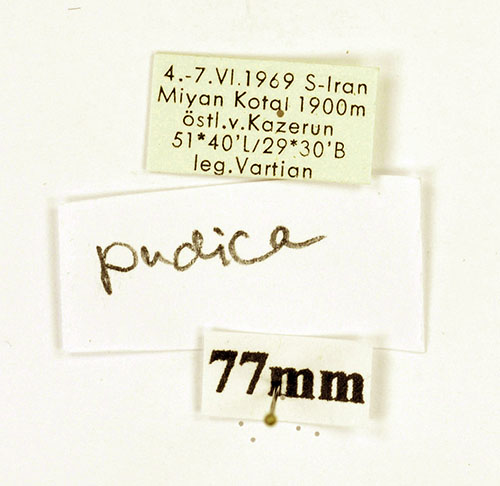 4.-7.VI.1969 S-Iran
Miyan Kotal 1900m
östl.v.Kazerun
51*40'L/29*30'B
leg.Vartian
pudica
77mm